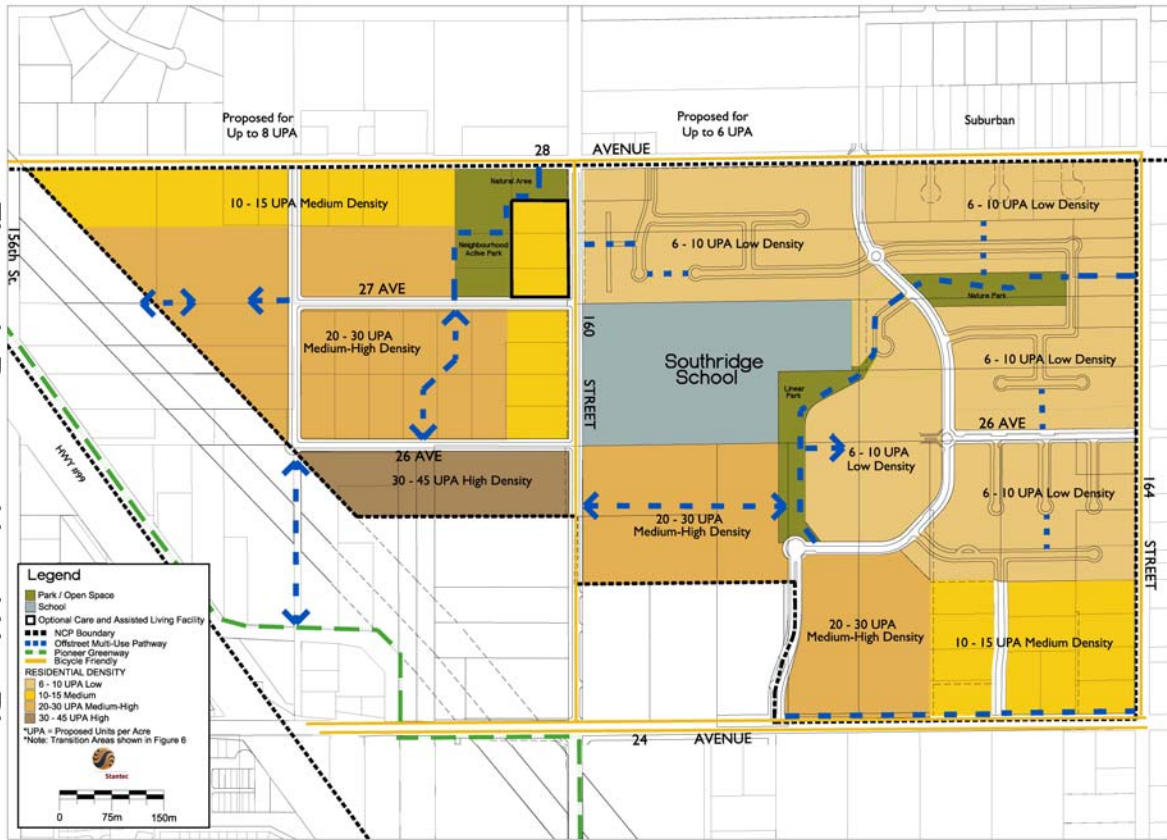 Proposed for
Up to 8 UPA
Proposed for
Up to 6 UPA
Suburban
28 AVENUE
156th St.
10 - 15 UPA Medium Density
Natural Area
Neighbourhood
Active Park
6 - 10 UPA Low Density
6 - 10 UPA Low Density
27 AVE
Nature Park
20 - 30 UPA
Medium-High Density
160
STREET
Southridge
School
6 - 10 UPA Low Density
Linear
Park
26 AVE
26 AVE
6 - 10 UPA
Low Density
HWY #99
30 - 45 UPA High Density
6 - 10 UPA Low Density
164
STREET
20 - 30 UPA
Medium-High Density
20 - 30 UPA
Medium-High Density
10 - 15 UPA Medium Density
24 AVENUE
Legend
Park / Open Space
School
Optional Care and Assisted Living Facility
NCP Boundary
Offstreet Multi-Use Pathway
Pioneer Greenway
Bicycle Friendly
RESIDENTIAL DENSITY
6 - 10 UPA Low
10-15 Medium
20-30 UPA Medium-High
30 - 45 UPA High
*UPA = Proposed Units per Acre
*Note: Transition Areas shown in Figure 6
Stantec
0 75m 150m